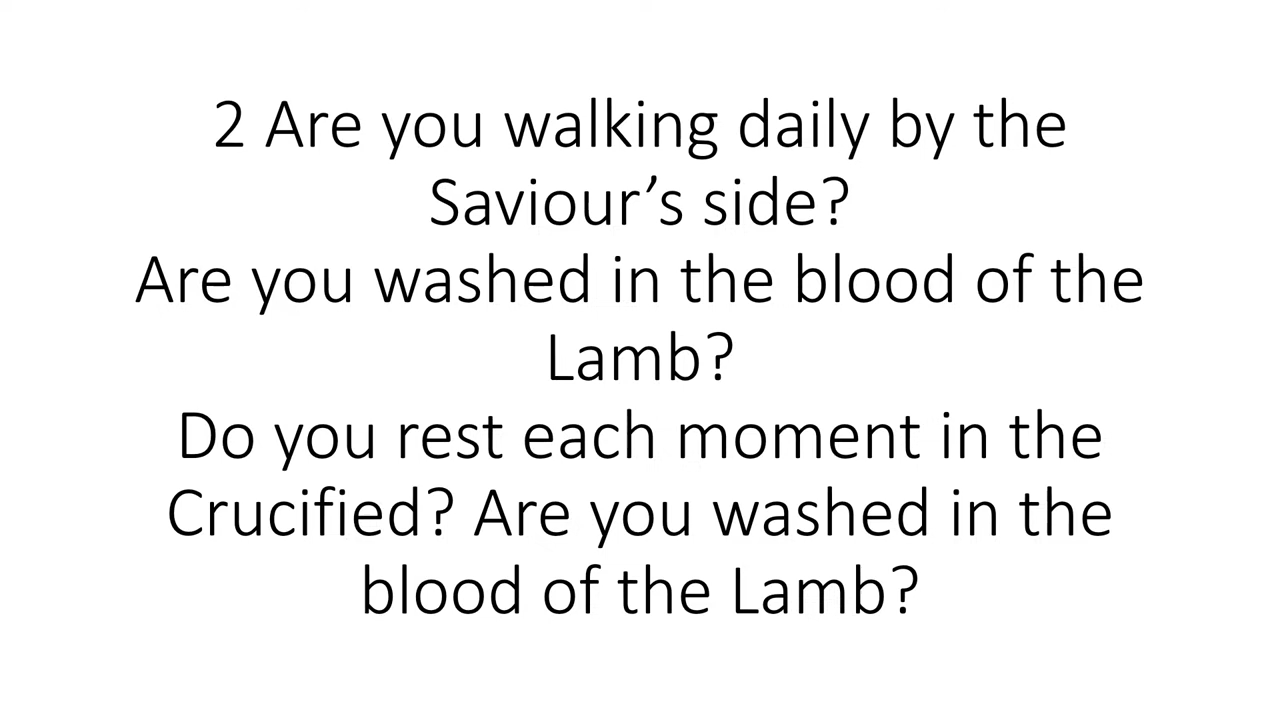 2 Are you walking daily by the
Saviour’s side?
Are you washed in the blood of the
Lamb?
Do you rest each moment in the
Crucified? Are you washed in the
blood of the Lamb?